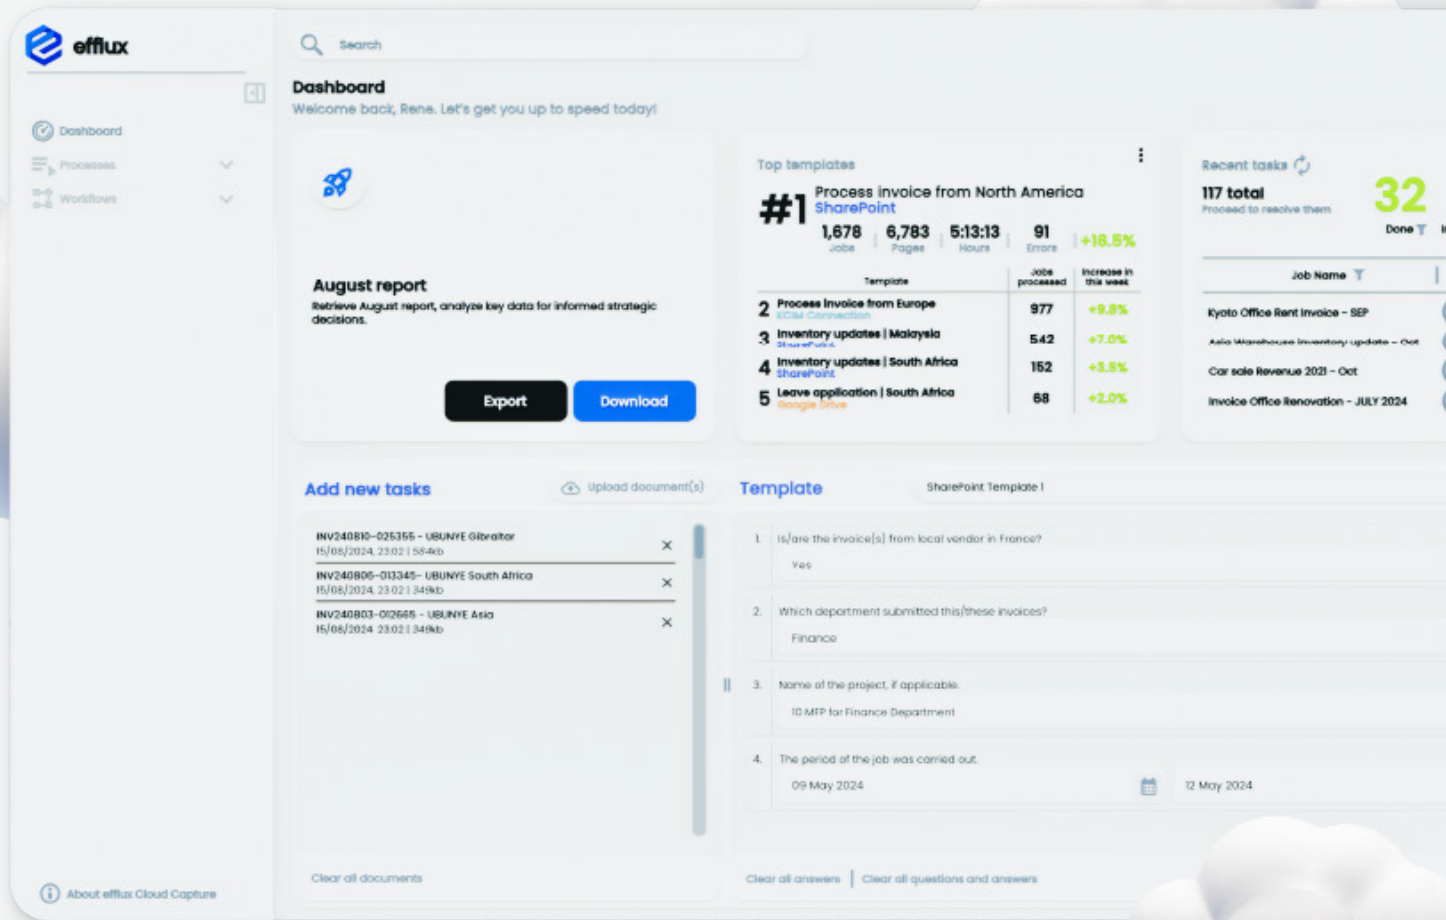 efflux
Search
Dashboard
Welcome back, Rene. Let's get you up to speed today!
Dashboard
Processes
Workflows
August report
Retrieve August report, analyze key data for informed strategic
decisions.
Export
Download
Top templates
#1
Process invoice from North America
SharePoint
1,678 6,783 5:13:13 91 +18.5%
Jobs Pages Hours Errors
Template Jobs processed Increase in this week
2 Process Invoice from Europe 977 +9.8%
Connection
3 Inventory updates | Malaysia 542 +7.0%
SharePoint
4 Inventory updates | South Africa 152 +3.5%
SharePoint
5 Leave application | South Africa 68 +2.0%
Google Drive
Recent tasks
117 total
Proceed to resolve them
32
Done
Job Name
Kyoto Office Rent Invoice - SEP
Asia Warehouse inventory update - Oct
Car sale Revenue 2021 - Oct
Invoice Office Renovation - JULY 2024
Add new tasks
Upload document(s)
INV240810-025355 - UBUNYE Gibraltar
15/08/2024, 23:02 | 584kb
INV240806-013345- UBUNYE South Africa
15/08/2024, 23:02 | 349kb
INV240803-012665 - UBUNYE Asia
15/08/2024 23:02 | 349kb
Clear all documents
Template
SharePoint Template 1
1. Is/are the invoice(s) from local vendor in France?
Yes
2. Which department submitted this/these invoices?
Finance
3. Name of the project, if applicable.
10 MFP for Finance Department
4. The period of the job was carried out.
09 May 2024
12 May 2024
Clear all answers | Clear all questions and answers
About efflux Cloud Capture